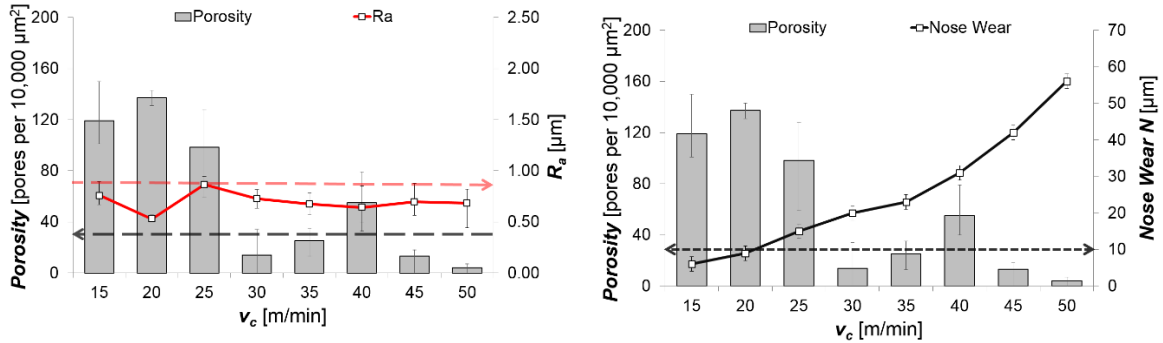 Porosity
Ra
Porosity [pores per 10,000 µm²]
200
160
120
80
40
0
2.50
2.00
1.50
1.00
0.50
0.00
Rₐ [µm]
15 20 25 30 35 40 45 50
v_c [m/min]
Porosity
Nose Wear
Porosity [pores per 10,000 µm²]
200
160
120
80
40
0
70
60
50
40
30
20
10
0
Nose Wear N [µm]
15 20 25 30 35 40 45 50
v_c [m/min]